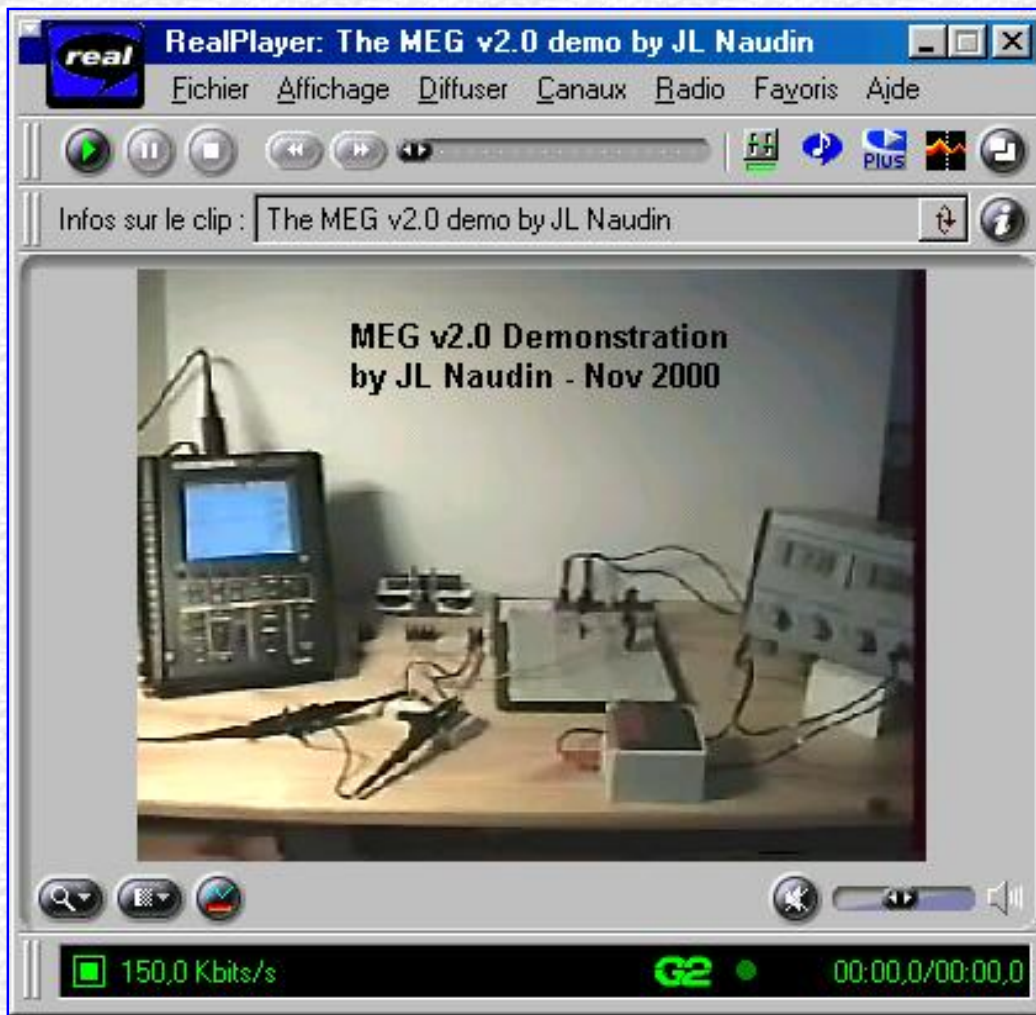 real
RealPlayer: The MEG v2.0 demo by JL Naudin
Fichier Affichage Diffuser Canaux Radio Favoris Aide
PLUS
Infos sur le clip : The MEG v2.0 demo by JL Naudin
MEG v2.0 Demonstration
by JL Naudin - Nov 2000
150,0 Kbits/s G2 00:00,0/00:00,0